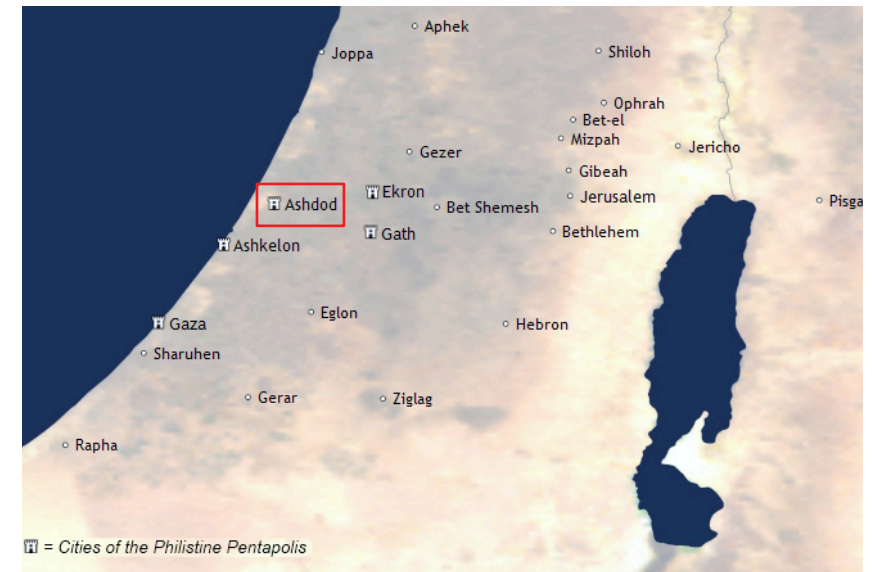 Aphek
Joppa
Shiloh
Ophrah
Bet-el
Mizpah
Jericho
Gezer
Gibeah
Ekron
Jerusalem
Pisga
Ashdod
Bet Shemesh
Gath
Bethlehem
Ashkelon
Eglon
Gaza
Hebron
Sharuhen
Gerar
Ziglag
Rapha
= Cities of the Philistine Pentapolis